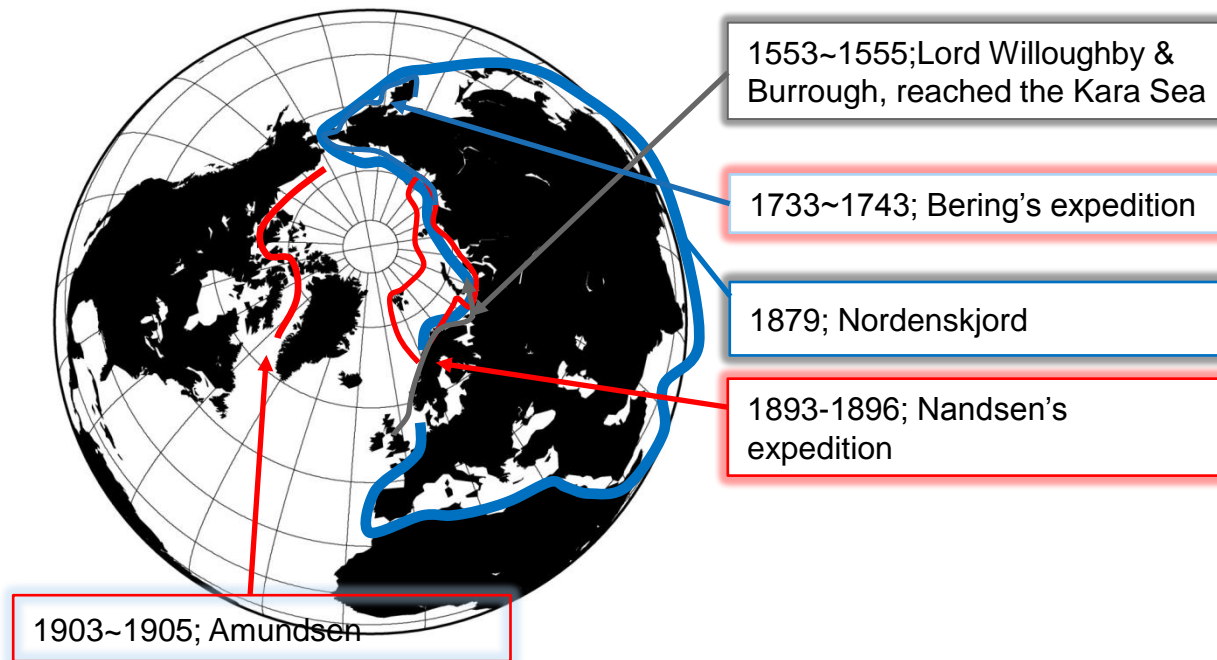 1553~1555;Lord Willoughby &
Burrough, reached the Kara Sea
1733~1743; Bering's expedition
1879; Nordenskjord
1893-1896; Nandsen's
expedition
1903~1905; Amundsen